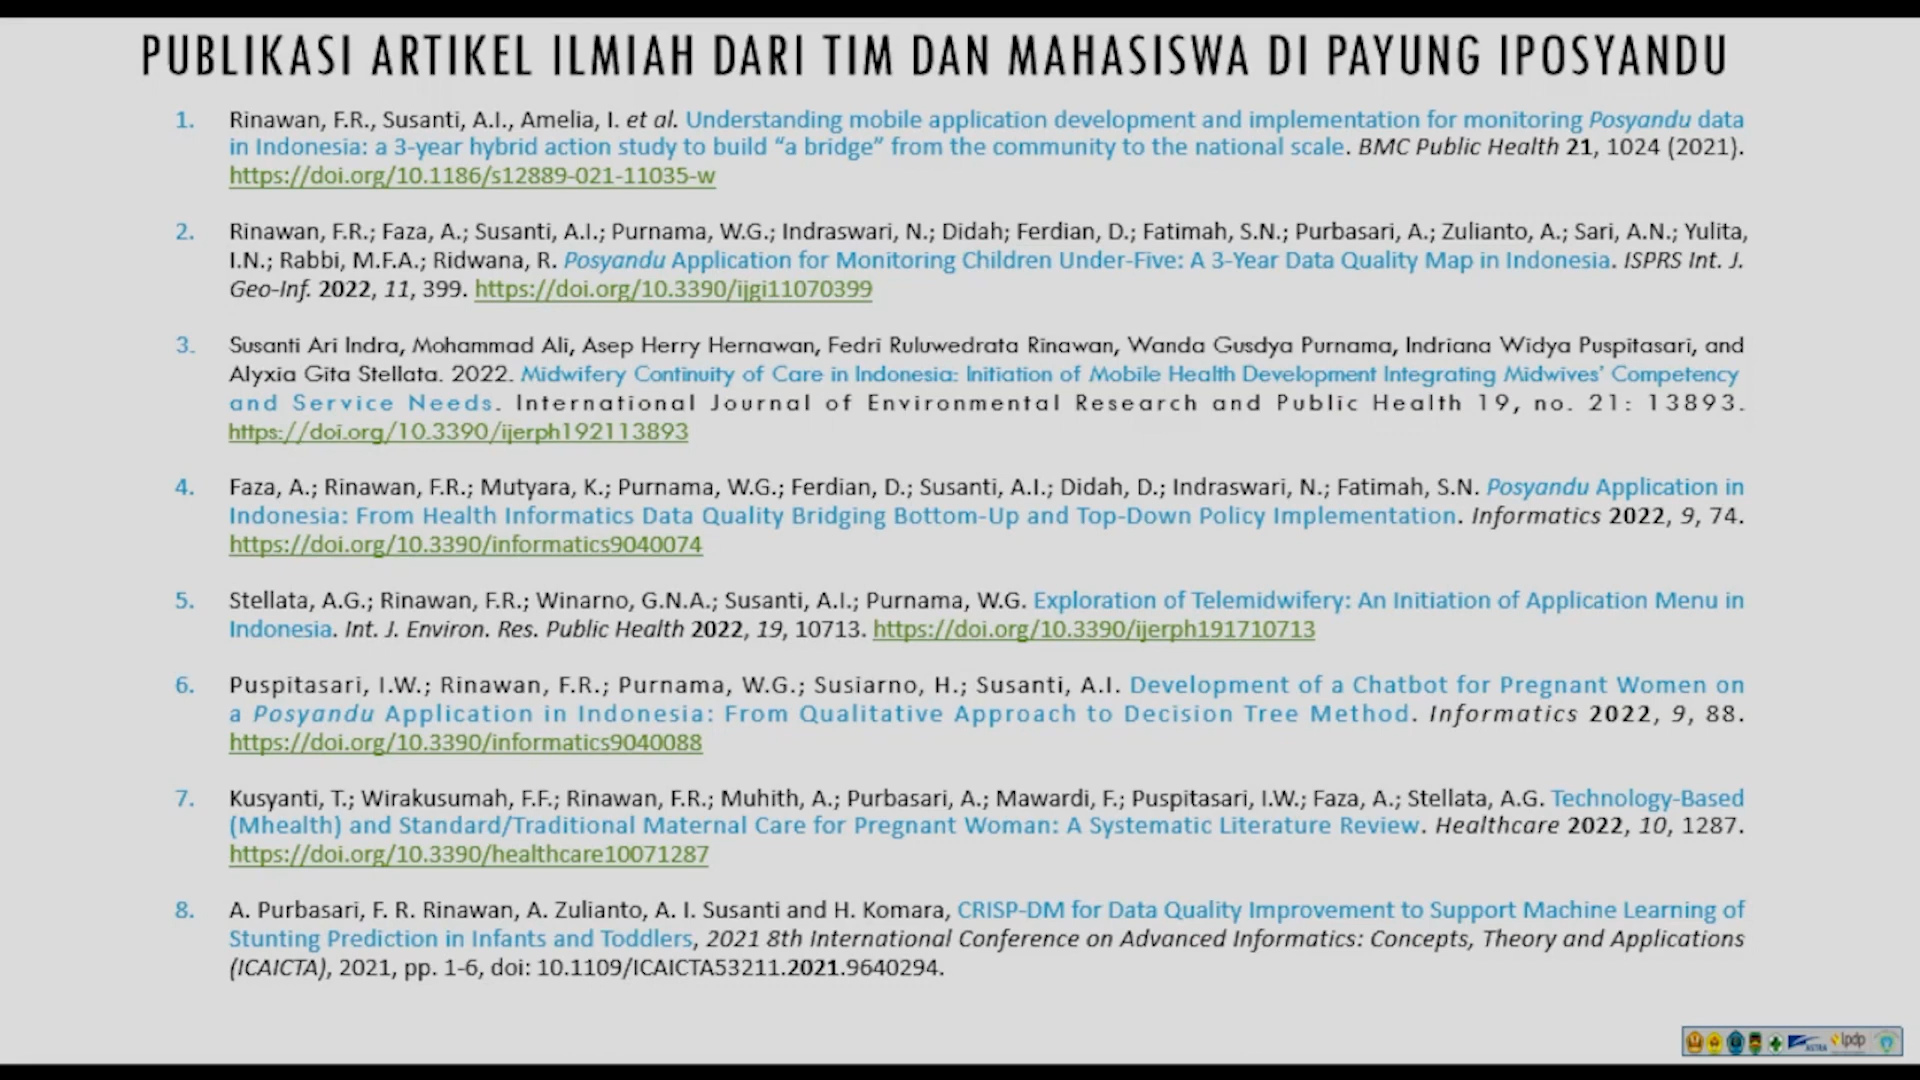 PUBLIKASI ARTIKEL ILMIAH DARI TIM DAN MAHASISWA DI PAYUNG IPOSYANDU
1. Rinawan, F.R., Susanti, A.I., Amelia, I. et al. Understanding mobile application development and implementation for monitoring Posyandu data
in Indonesia: a 3-year hybrid action study to build “a bridge” from the community to the national scale. BMC Public Health 21, 1024 (2021).
https://doi.org/10.1186/s12889-021-11035-w
2. Rinawan, F.R.; Faza, A.; Susanti, A.I.; Purnama, W.G.; Indraswari, N.; Didah; Ferdian, D.; Fatimah, S.N.; Purbasari, A.; Zulianto, A.; Sari, A.N.; Yulita,
I.N.; Rabbi, M.F.A.; Ridwana, R. Posyandu Application for Monitoring Children Under-Five: A 3-Year Data Quality Map in Indonesia. ISPRS Int. J.
Geo-Inf. 2022, 11, 399. https://doi.org/10.3390/ijgi11070399
3. Susanti Ari Indra, Mohammad Ali, Asep Herry Hernawan, Fedri Ruluwedrata Rinawan, Wanda Gusdya Purnama, Indriana Widya Puspitasari, and
Alyxia Gita Stellata. 2022. Midwifery Continuity of Care in Indonesia: Initiation of Mobile Health Development Integrating Midwives’ Competency
and Service Needs. International Journal of Environmental Research and Public Health 19, no. 21: 13893.
https://doi.org/10.3390/ijerph192113893
4. Faza, A.; Rinawan, F.R.; Mutyara, K.; Purnama, W.G.; Ferdian, D.; Susanti, A.I.; Didah, D.; Indraswari, N.; Fatimah, S.N. Posyandu Application in
Indonesia: From Health Informatics Data Quality Bridging Bottom-Up and Top-Down Policy Implementation. Informatics 2022, 9, 74.
https://doi.org/10.3390/informatics9040074
5. Stellata, A.G.; Rinawan, F.R.; Winarno, G.N.A.; Susanti, A.I.; Purnama, W.G. Exploration of Telemidwifery: An Initiation of Application Menu in
Indonesia. Int. J. Environ. Res. Public Health 2022, 19, 10713. https://doi.org/10.3390/ijerph191710713
6. Puspitasari, I.W.; Rinawan, F.R.; Purnama, W.G.; Susiarno, H.; Susanti, A.I. Development of a Chatbot for Pregnant Women on
a Posyandu Application in Indonesia: From Qualitative Approach to Decision Tree Method. Informatics 2022, 9, 88.
https://doi.org/10.3390/informatics9040088
7. Kusyanti, T.; Wirakusumah, F.F.; Rinawan, F.R.; Muhith, A.; Purbasari, A.; Mawardi, F.; Puspitasari, I.W.; Faza, A.; Stellata, A.G. Technology-Based
(Mhealth) and Standard/Traditional Maternal Care for Pregnant Woman: A Systematic Literature Review. Healthcare 2022, 10, 1287.
https://doi.org/10.3390/healthcare10071287
8. A. Purbasari, F. R. Rinawan, A. Zulianto, A. I. Susanti and H. Komara, CRISP-DM for Data Quality Improvement to Support Machine Learning of
Stunting Prediction in Infants and Toddlers, 2021 8th International Conference on Advanced Informatics: Concepts, Theory and Applications
(ICAICTA), 2021, pp. 1-6, doi: 10.1109/ICAICTA53211.2021.9640294.
ASTRA lpdp